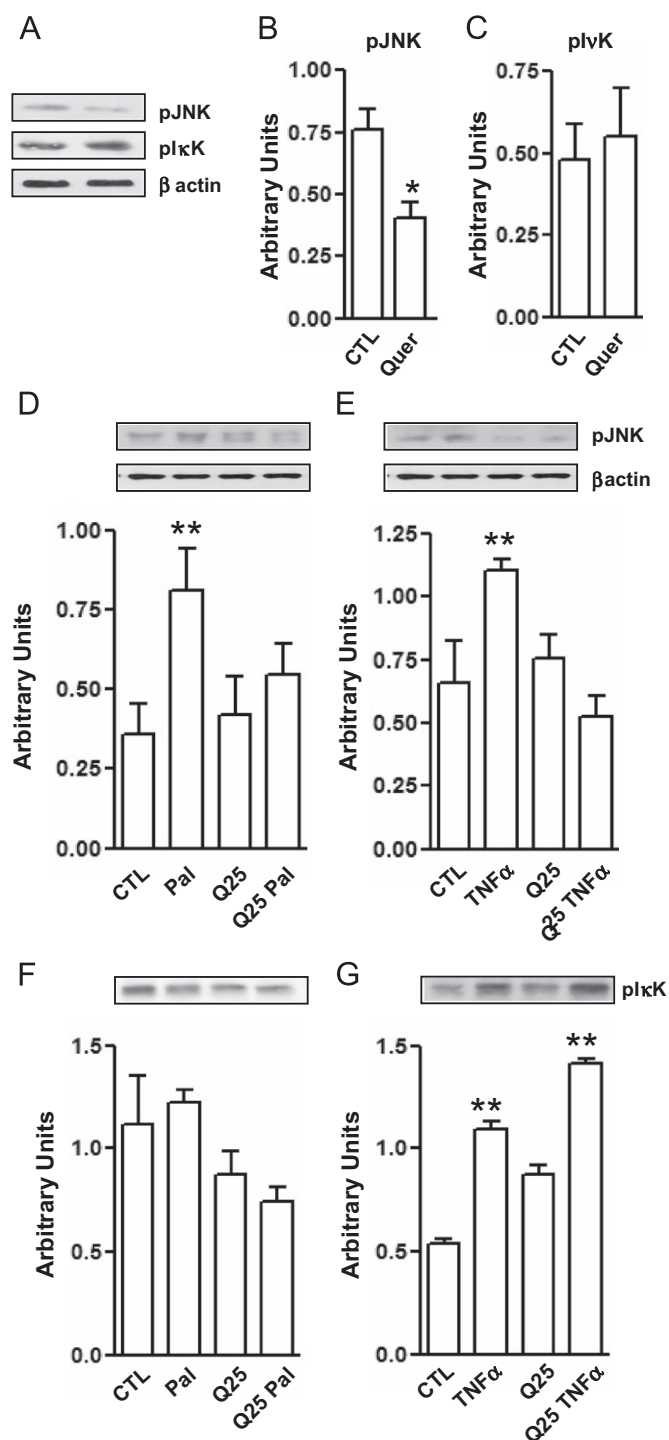 A
pJNK
pIκK
β actin
B
pJNK
Arbitrary Units
1.00
0.75
0.50
0.25
0.00
*
CTL
Quer
C
pIνK
Arbitrary Units
0.75
0.50
0.25
0.00
CTL
Quer
D
Arbitrary Units
1.00
0.75
0.50
0.25
0.00
**
CTL
Pal
Q25
Q25 Pal
E
pJNK
βactin
Arbitrary Units
1.25
1.00
0.75
0.50
0.25
0.00
**
CTL
TNFα
Q25
Q25 TNFα
F
Arbitrary Units
1.5
1.0
0.5
0.0
CTL
Pal
Q25
Q25 Pal
G
pIκK
Arbitrary Units
1.5
1.0
0.5
0.0
**
**
CTL
TNFα
Q25
Q25 TNFα